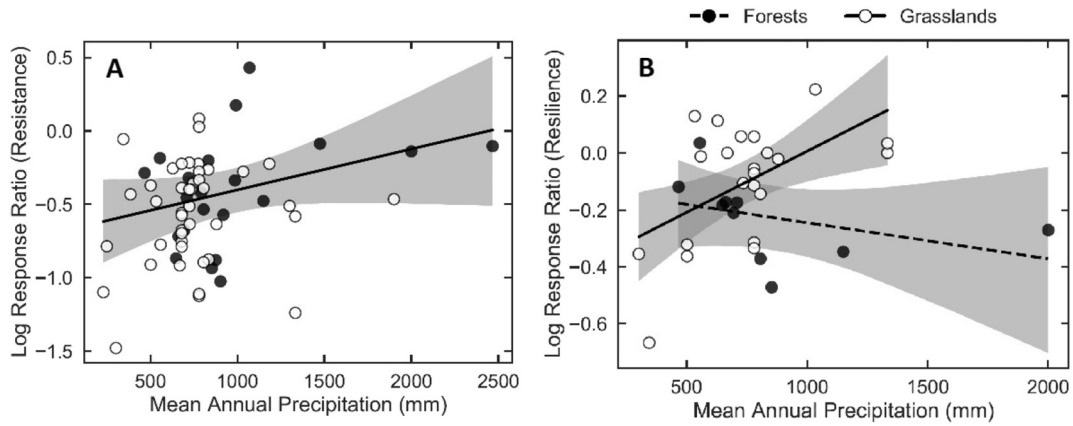 Forests Grasslands
A
Log Response Ratio (Resistance)
0.5
0.0
−0.5
−1.0
−1.5
500 1000 1500 2000 2500
Mean Annual Precipitation (mm)
B
Log Response Ratio (Resilience)
0.2
0.0
−0.2
−0.4
−0.6
500 1000 1500 2000
Mean Annual Precipitation (mm)